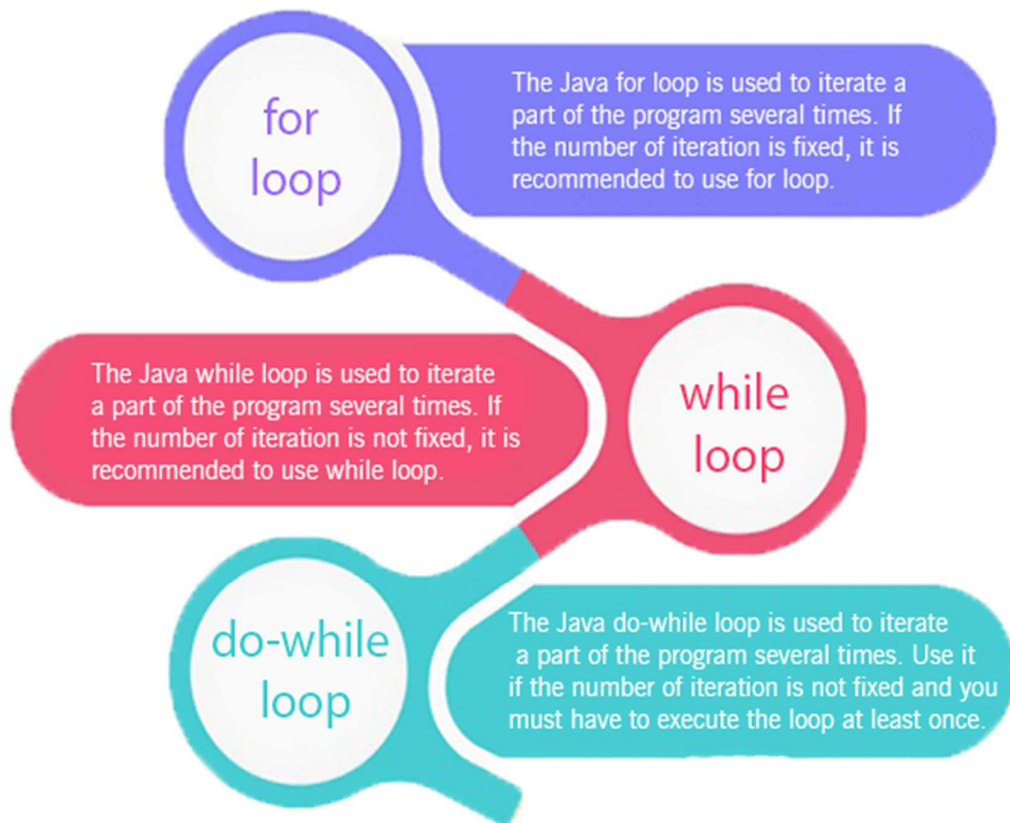 for
loop
The Java for loop is used to iterate a
part of the program several times. If
the number of iteration is fixed, it is
recommended to use for loop.
The Java while loop is used to iterate
a part of the program several times. If
the number of iteration is not fixed, it is
recommended to use while loop.
while
loop
do-while
loop
The Java do-while loop is used to iterate
a part of the program several times. Use it
if the number of iteration is not fixed and you
must have to execute the loop at least once.